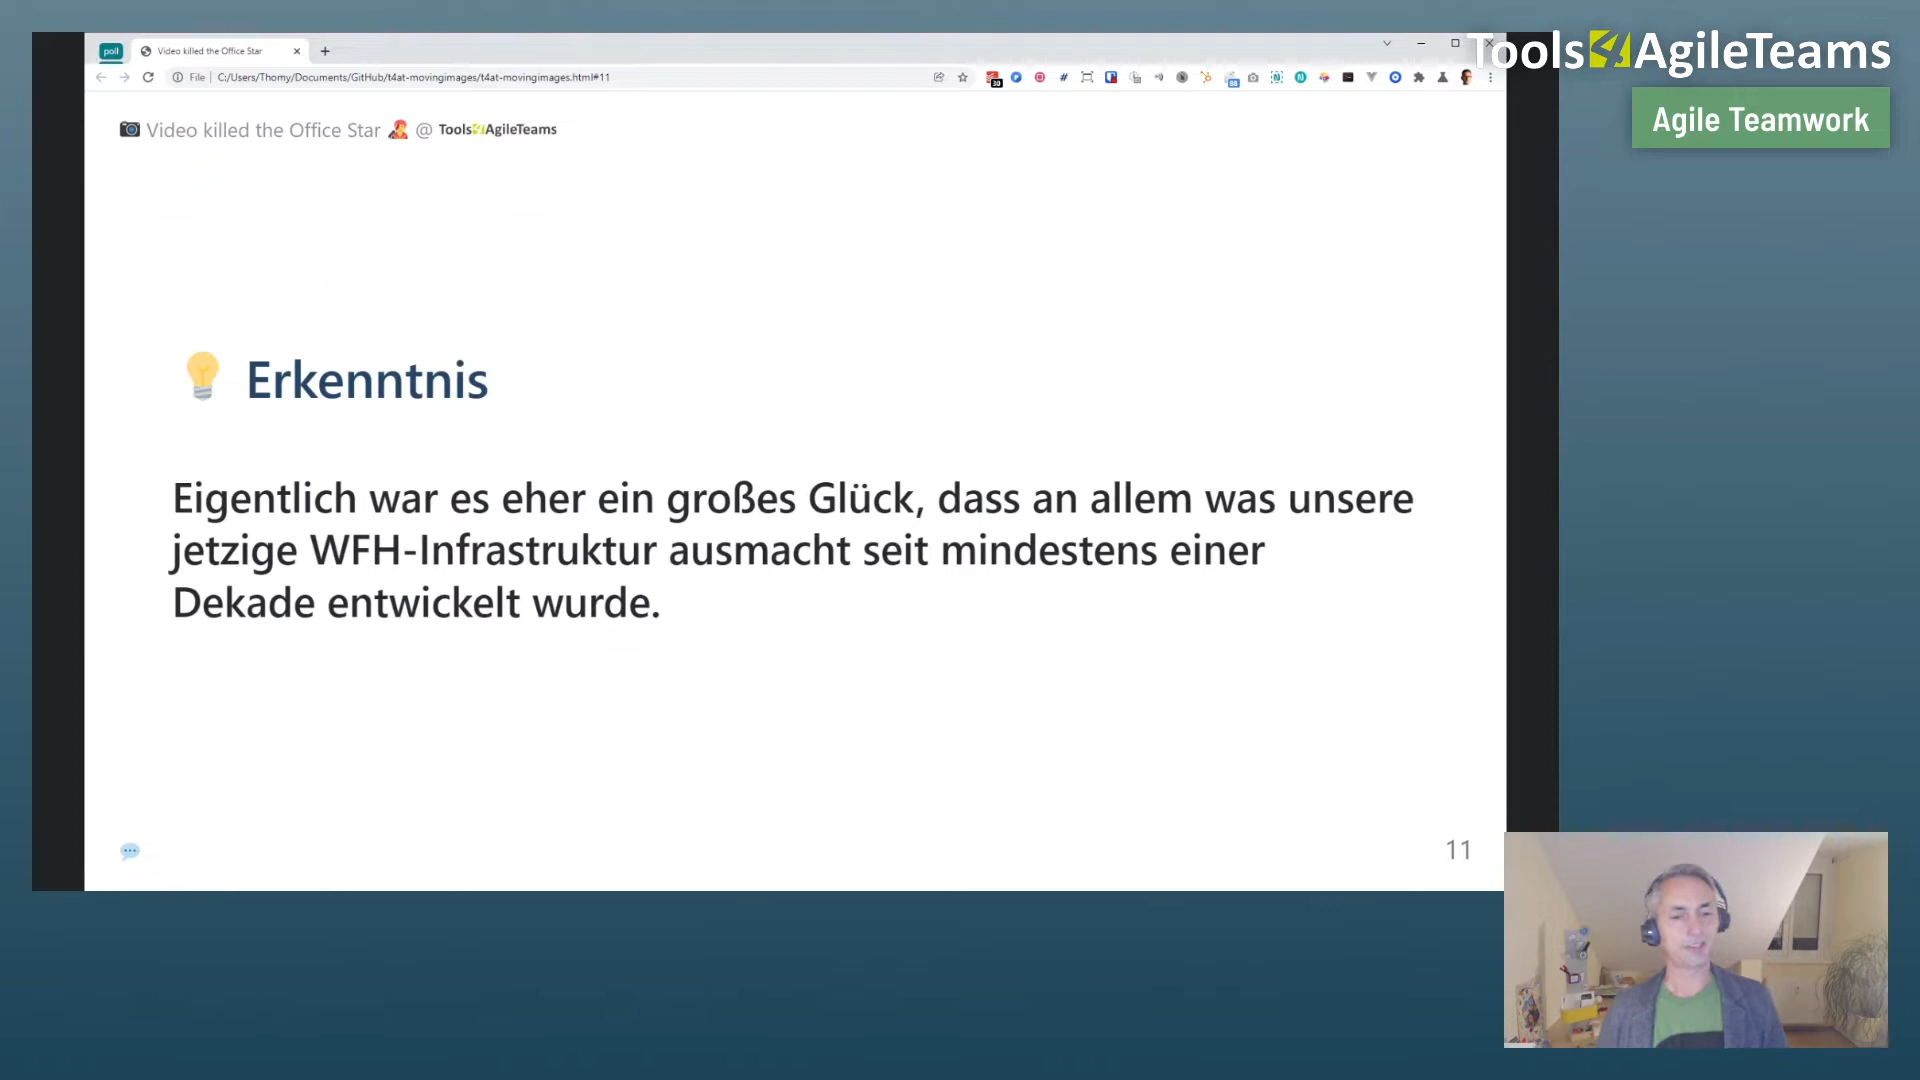 Tools4AgileTeams
Agile Teamwork
poll
Video killed the Office Star
File
C:/Users/Thomy/Documents/GitHub/t4at-movingimages/t4at-movingimages.html#11
Video killed the Office Star @ Tools4AgileTeams
Erkenntnis
Eigentlich war es eher ein großes Glück, dass an allem was unsere
jetzige WFH-Infrastruktur ausmacht seit mindestens einer
Dekade entwickelt wurde.
11